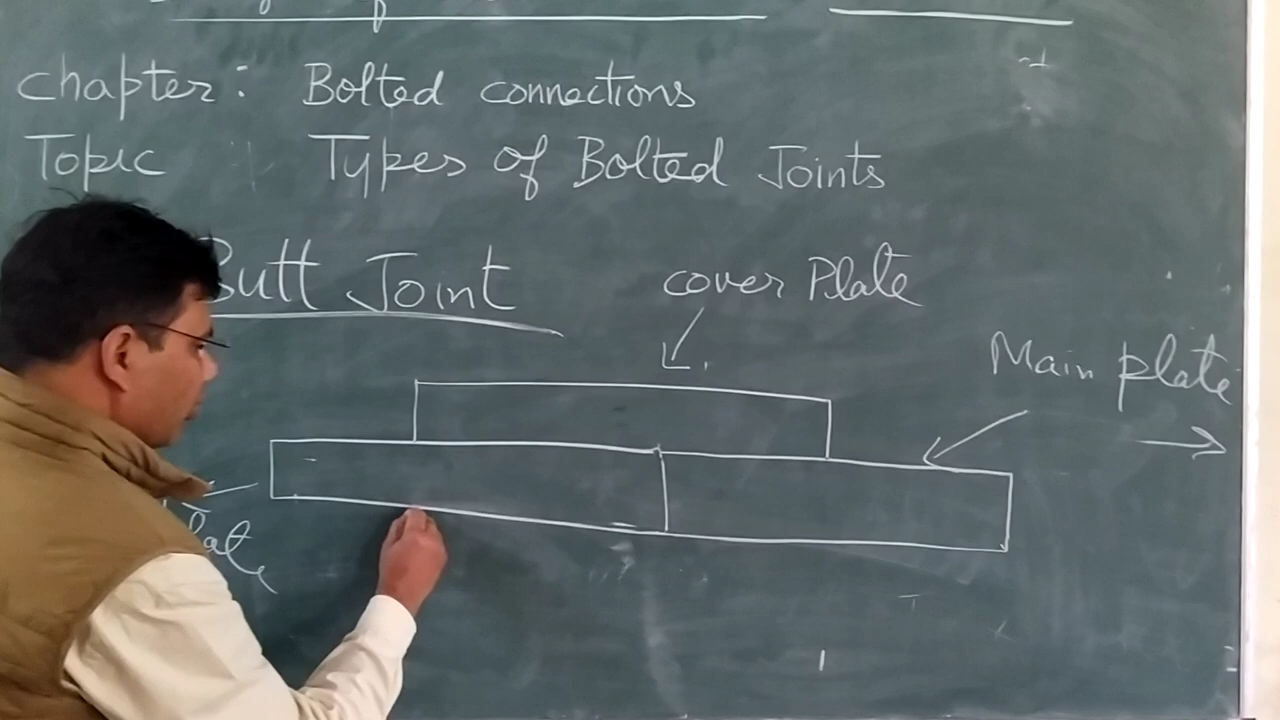 chapter: Bolted connections
Topic : Types of Bolted Joints
Butt Joint
cover Plate
Main plate